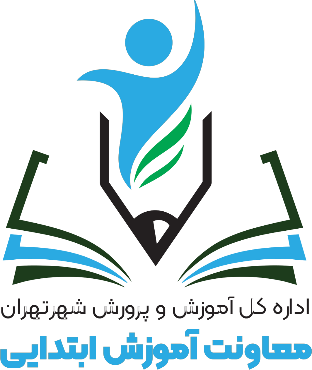 اداره کل آموزش و پرورش شهرتهران
معاونت آموزش ابتدایی